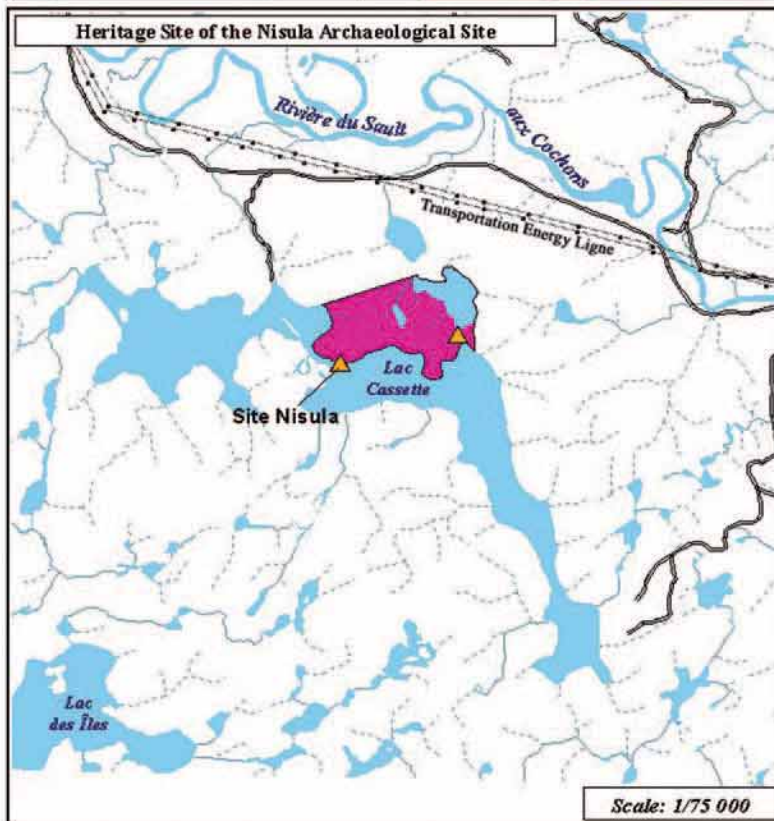 Heritage Site of the Nisula Archaeological Site
Rivière du Sault
aux Cochons
Transportation Energy Ligne
Lac
Cassette
Site Nisula
Lac
des Îles
Scale: 1/75 000